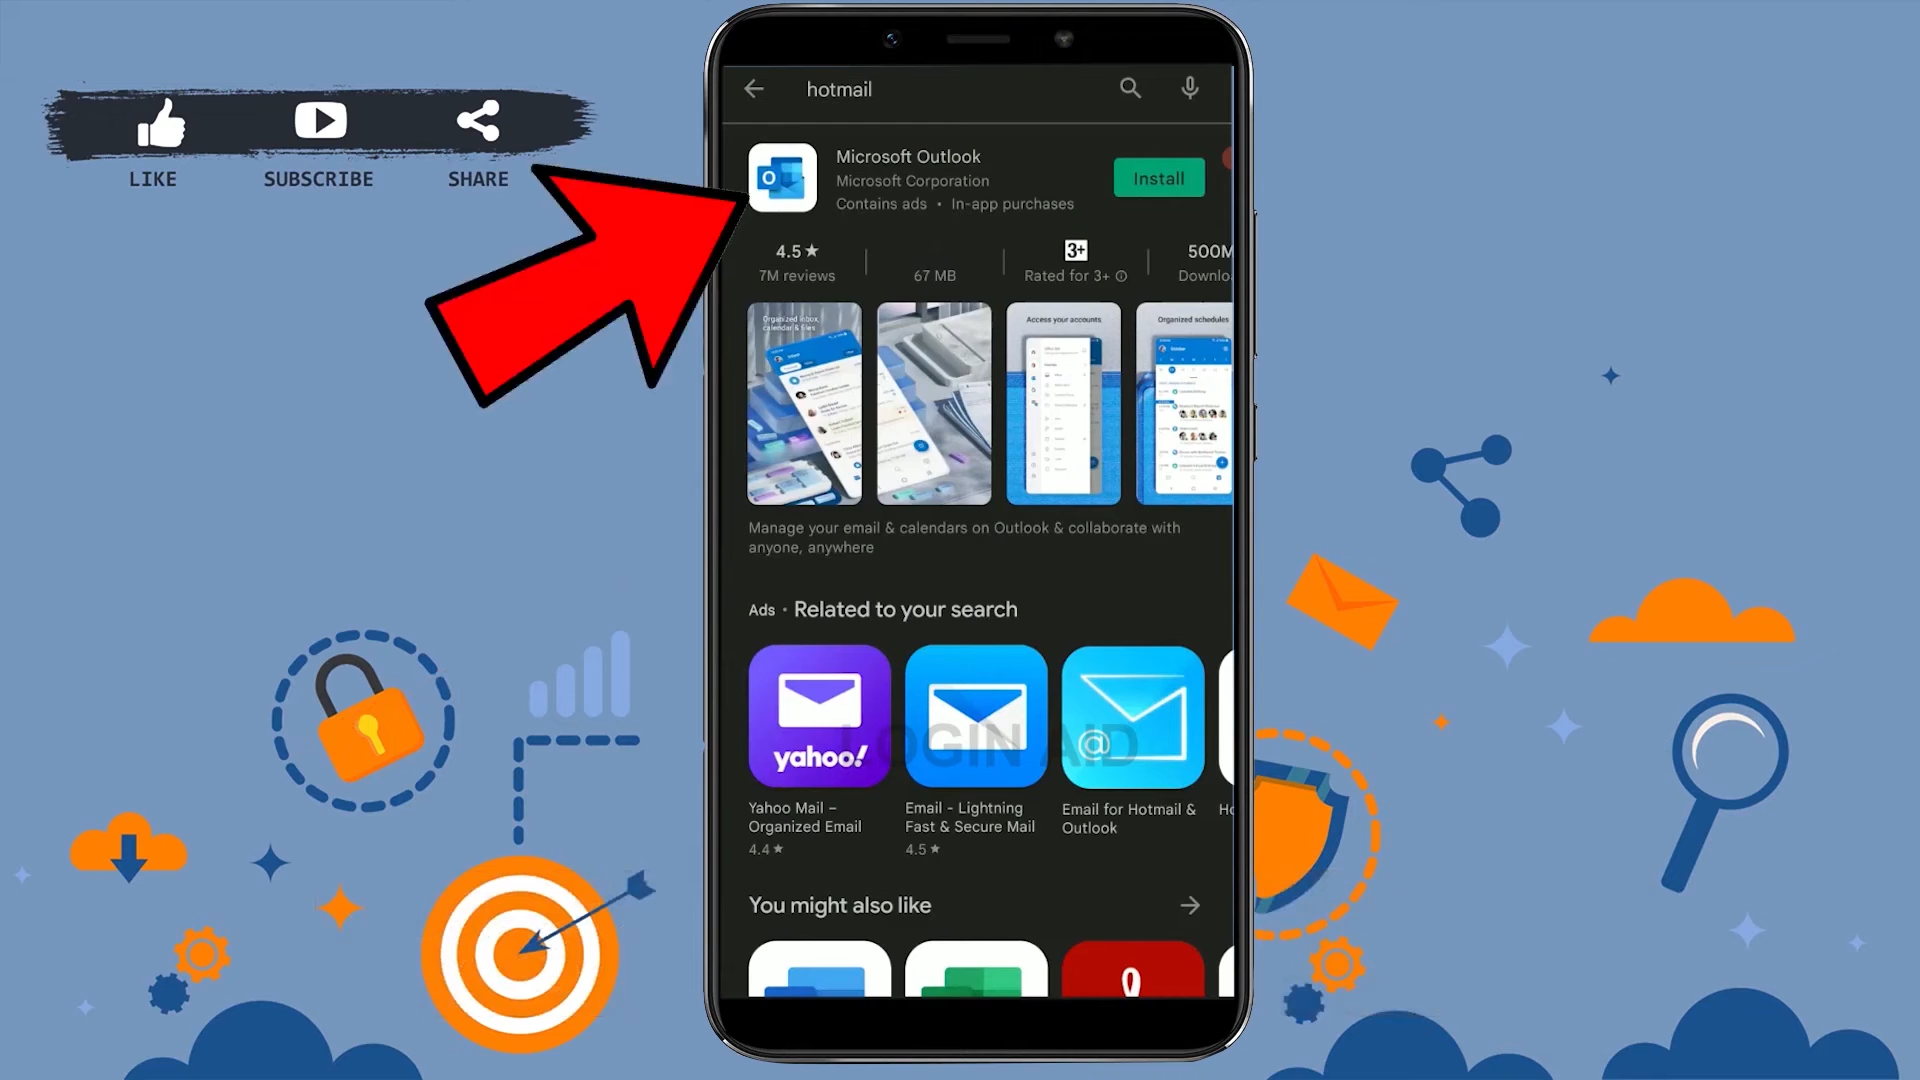 LIKE
SUBSCRIBE
SHARE
hotmail
Microsoft Outlook
Microsoft Corporation
Contains ads • In-app purchases
Install
4.5★
7M reviews
67 MB
3+
Rated for 3+
500M
Downlo
Organized inbox,
calendar & files
Access your accounts
Organized schedules
Manage your email & calendars on Outlook & collaborate with
anyone, anywhere
Ads • Related to your search
yahoo!
LOGIN AID
@
Yahoo Mail –
Organized Email
4.4★
Email - Lightning
Fast & Secure Mail
4.5★
Email for Hotmail &
Outlook
Ho
You might also like